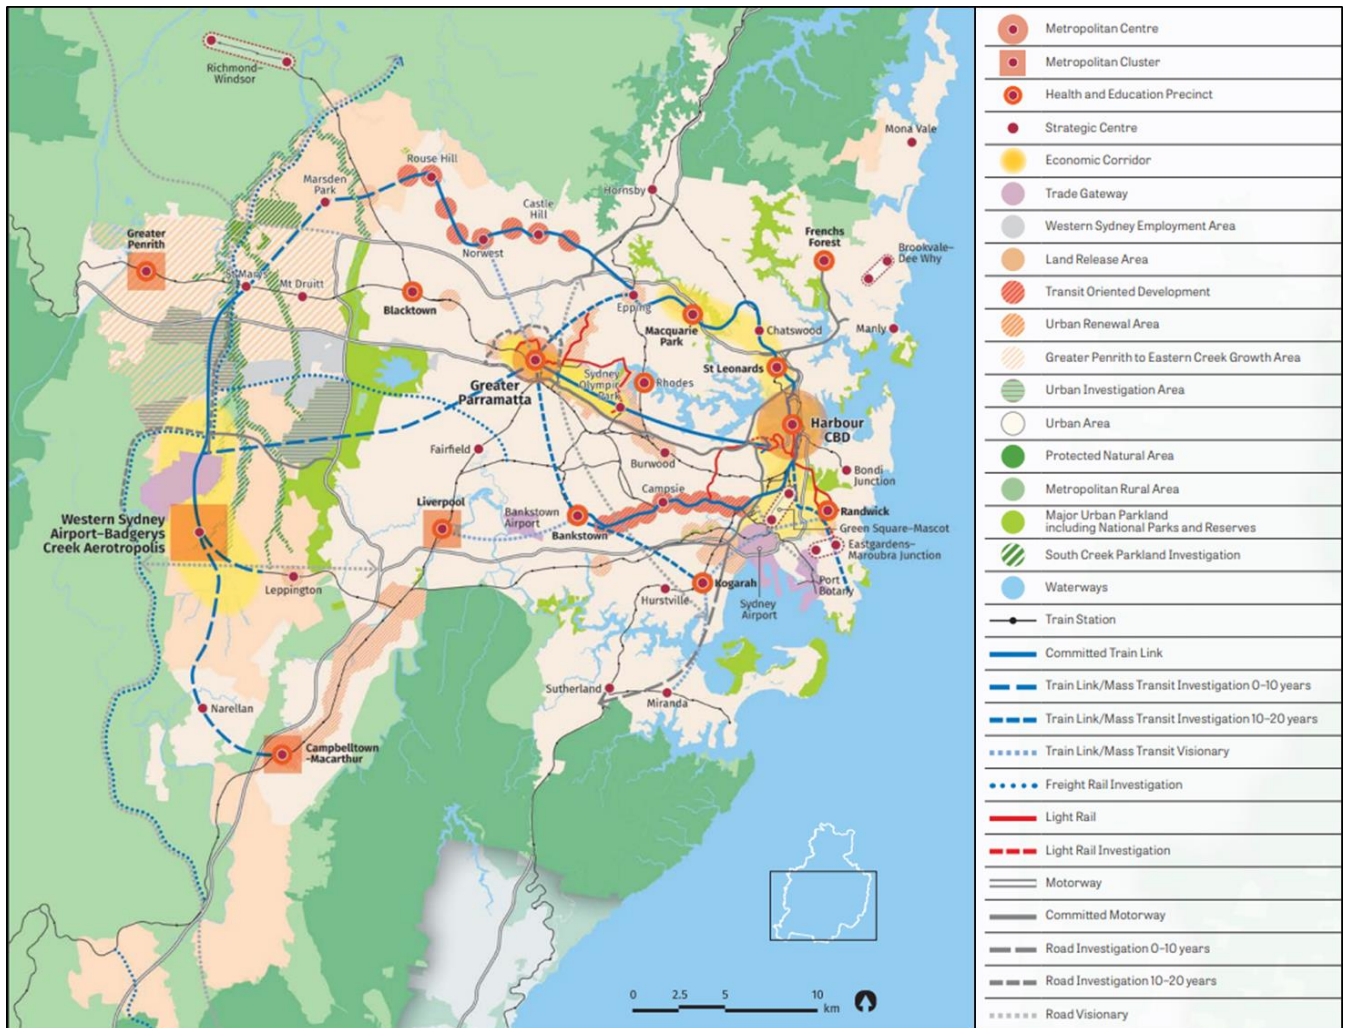 Richmond–
Windsor
Mona Vale
Rouse Hill
Marsden
Park
Hornsby
Castle
Hill
Greater
Penrith
Frenchs
Forest
Brookvale–
Dee Why
Norwest
St Marys
Mt Druitt
Blacktown
Epping
Macquarie
Park
Chatswood
Manly
St Leonards
Greater
Parramatta
Sydney
Olympic
Park
Rhodes
Harbour
CBD
Fairfield
Burwood
Bondi
Junction
Liverpool
Campsie
Bankstown
Airport
Bankstown
Randwick
Green Square–Mascot
Western Sydney
Airport–Badgerys
Creek Aerotropolis
Eastgardens–
Maroubra Junction
Leppington
Kogarah
Hurstville
Sydney
Airport
Port
Botany
Sutherland
Miranda
Narellan
Campbelltown
-Macarthur
0 2.5 5 10
km
Metropolitan Centre
Metropolitan Cluster
Health and Education Precinct
Strategic Centre
Economic Corridor
Trade Gateway
Western Sydney Employment Area
Land Release Area
Transit Oriented Development
Urban Renewal Area
Greater Penrith to Eastern Creek Growth Area
Urban Investigation Area
Urban Area
Protected Natural Area
Metropolitan Rural Area
Major Urban Parkland
including National Parks and Reserves
South Creek Parkland Investigation
Waterways
Train Station
Committed Train Link
Train Link/Mass Transit Investigation 0–10 years
Train Link/Mass Transit Investigation 10–20 years
Train Link/Mass Transit Visionary
Freight Rail Investigation
Light Rail
Light Rail Investigation
Motorway
Committed Motorway
Road Investigation 0–10 years
Road Investigation 10–20 years
Road Visionary